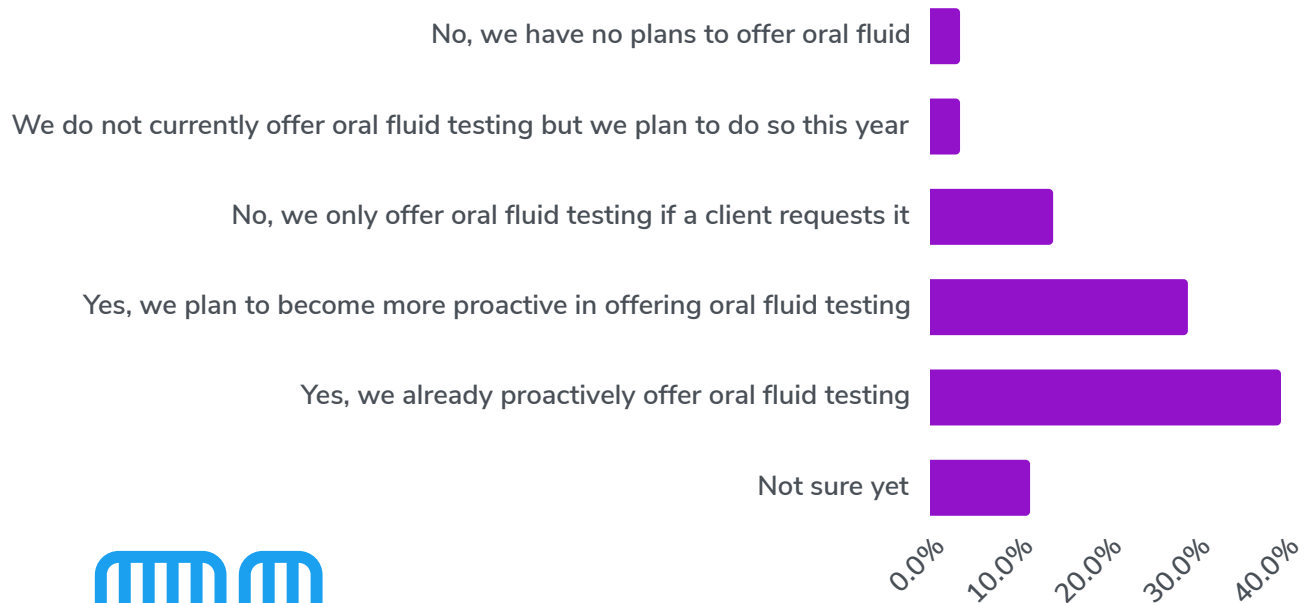 No, we have no plans to offer oral fluid
We do not currently offer oral fluid testing but we plan to do so this year
No, we only offer oral fluid testing if a client requests it
Yes, we plan to become more proactive in offering oral fluid testing
Yes, we already proactively offer oral fluid testing
Not sure yet
0.0%
10.0%
20.0%
30.0%
40.0%